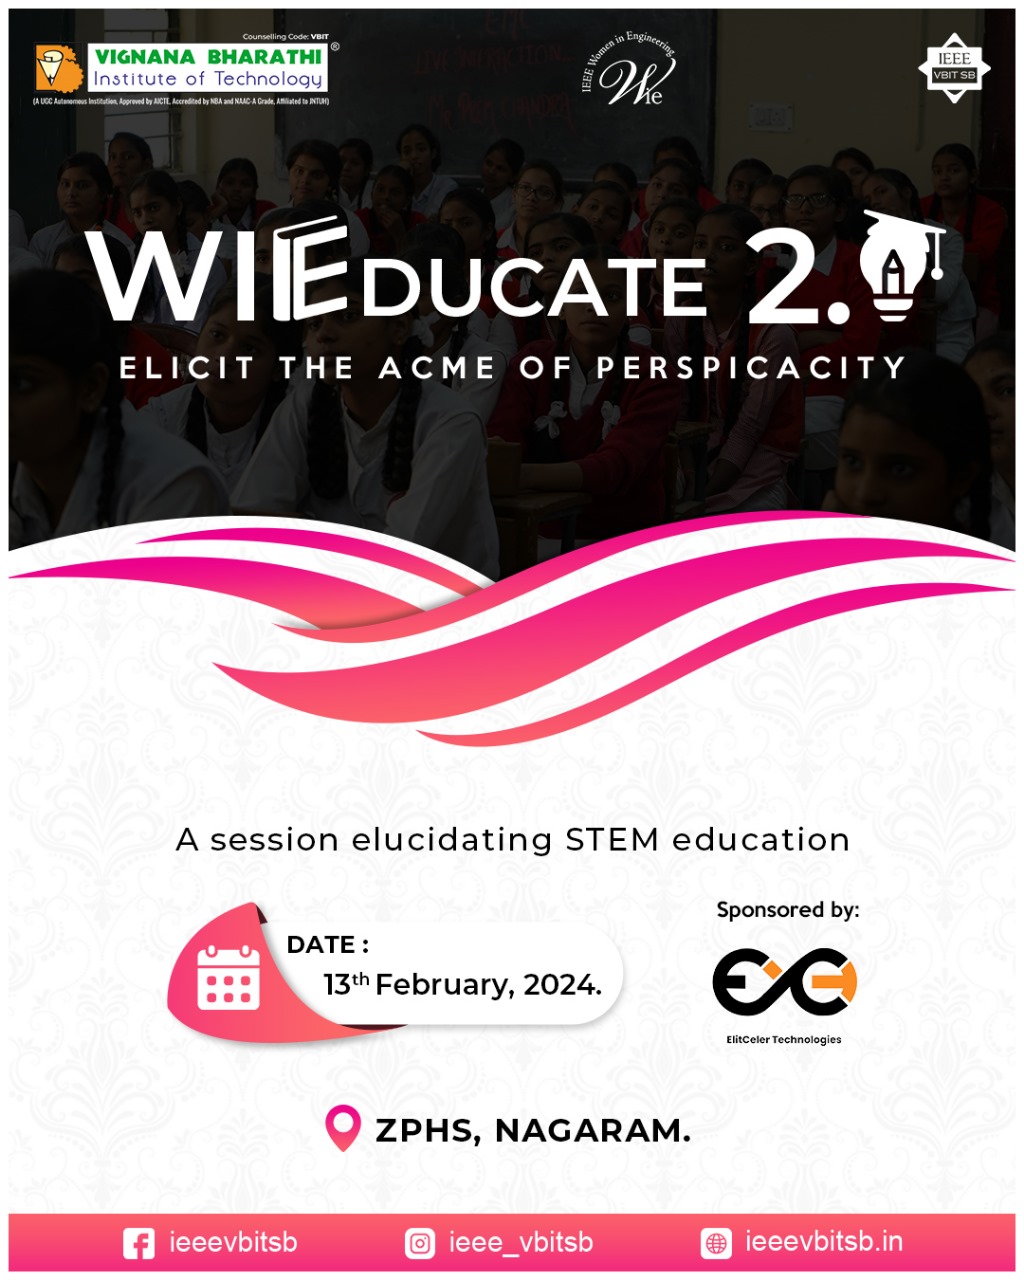 Counselling Code: VBIT
VIGNANA BHARATHI ®
Institute of Technology
(A UGC Autonomous Institution, Approved by AICTE, Accredited by NBA and NAAC-A Grade, Affiliated to JNTUH)
IEEE Women in Engineering
WIE
IEEE
VBIT SB
WIEDUCATE 2.0
ELICIT THE ACME OF PERSPICACITY
A session elucidating STEM education
DATE :
13th February, 2024.
Sponsored by:
ElitCeler Technologies
ZPHS, NAGARAM.
ieeevbitsb
ieee_vbitsb
ieeevbitsb.in